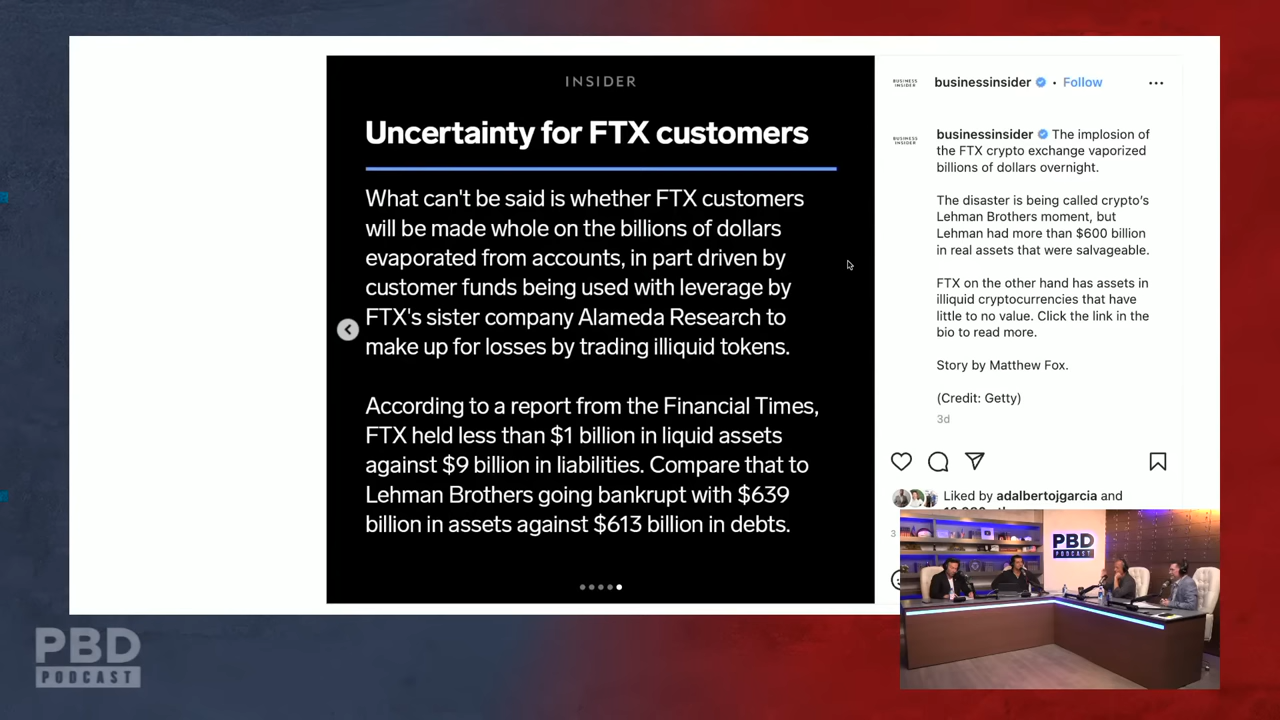 INSIDER
Uncertainty for FTX customers
What can't be said is whether FTX customers
will be made whole on the billions of dollars
evaporated from accounts, in part driven by
customer funds being used with leverage by
FTX's sister company Alameda Research to
make up for losses by trading illiquid tokens.
According to a report from the Financial Times,
FTX held less than $1 billion in liquid assets
against $9 billion in liabilities. Compare that to
Lehman Brothers going bankrupt with $639
billion in assets against $613 billion in debts.
BUSINESS
INSIDER
businessinsider • Follow
BUSINESS
INSIDER
businessinsider The implosion of
the FTX crypto exchange vaporized
billions of dollars overnight.
The disaster is being called crypto's
Lehman Brothers moment, but
Lehman had more than $600 billion
in real assets that were salvageable.
FTX on the other hand has assets in
illiquid cryptocurrencies that have
little to no value. Click the link in the
bio to read more.
Story by Matthew Fox.
(Credit: Getty)
3d
Liked by adalbertojgarcia and
3
PBD
PODCAST
PBD
PODCAST